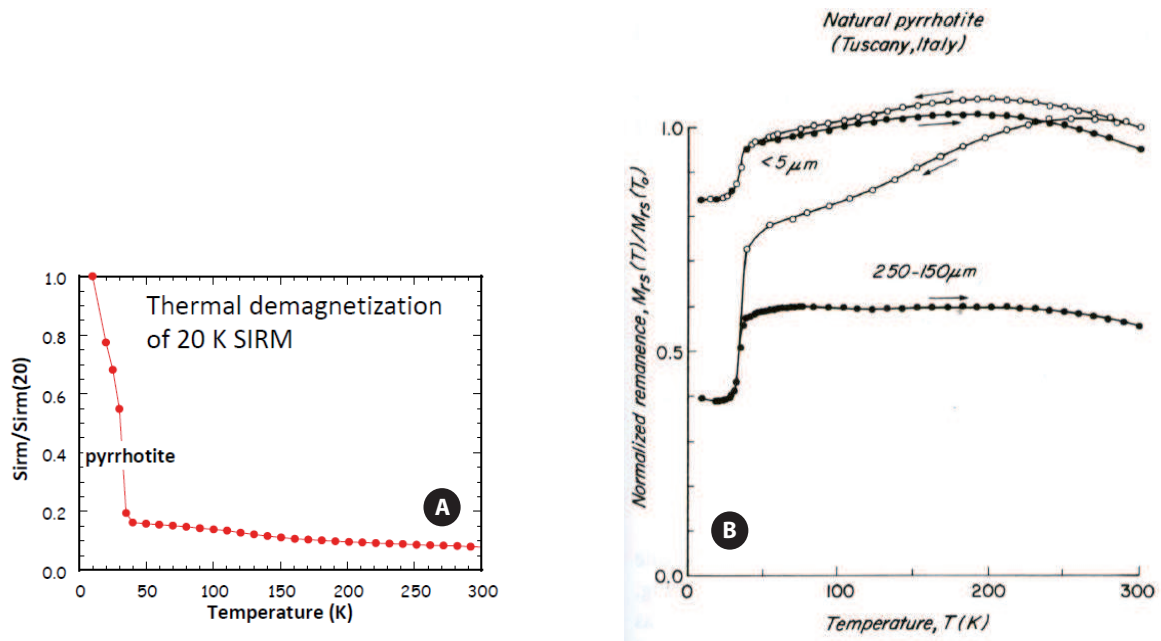 Natural pyrrhotite
(Tuscany, Italy)
Normalized remanence, Mrs(T)/Mrs(To)
1.0
0.5
0.0
<5μm
250-150μm
B
0
100
200
300
Temperature, T(K)
Sirm/Sirm(20)
1.0
0.8
0.6
0.4
0.2
0.0
Thermal demagnetization
of 20 K SIRM
pyrrhotite
A
0
50
100
150
200
250
300
Temperature (K)